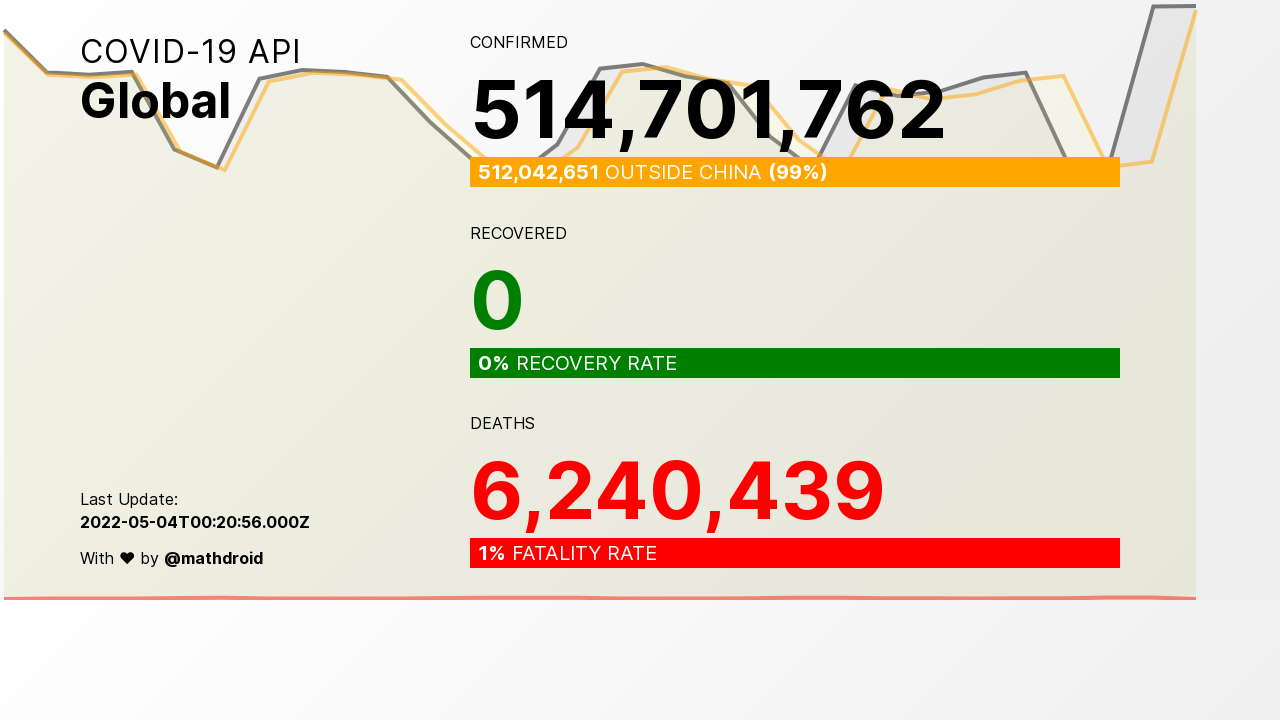 COVID-19 API
Global
CONFIRMED
514,701,762
512,042,651 OUTSIDE CHINA (99%)
RECOVERED
0
0% RECOVERY RATE
DEATHS
6,240,439
1% FATALITY RATE
Last Update:
2022-05-04T00:20:56.000Z
With ♥ by @mathdroid